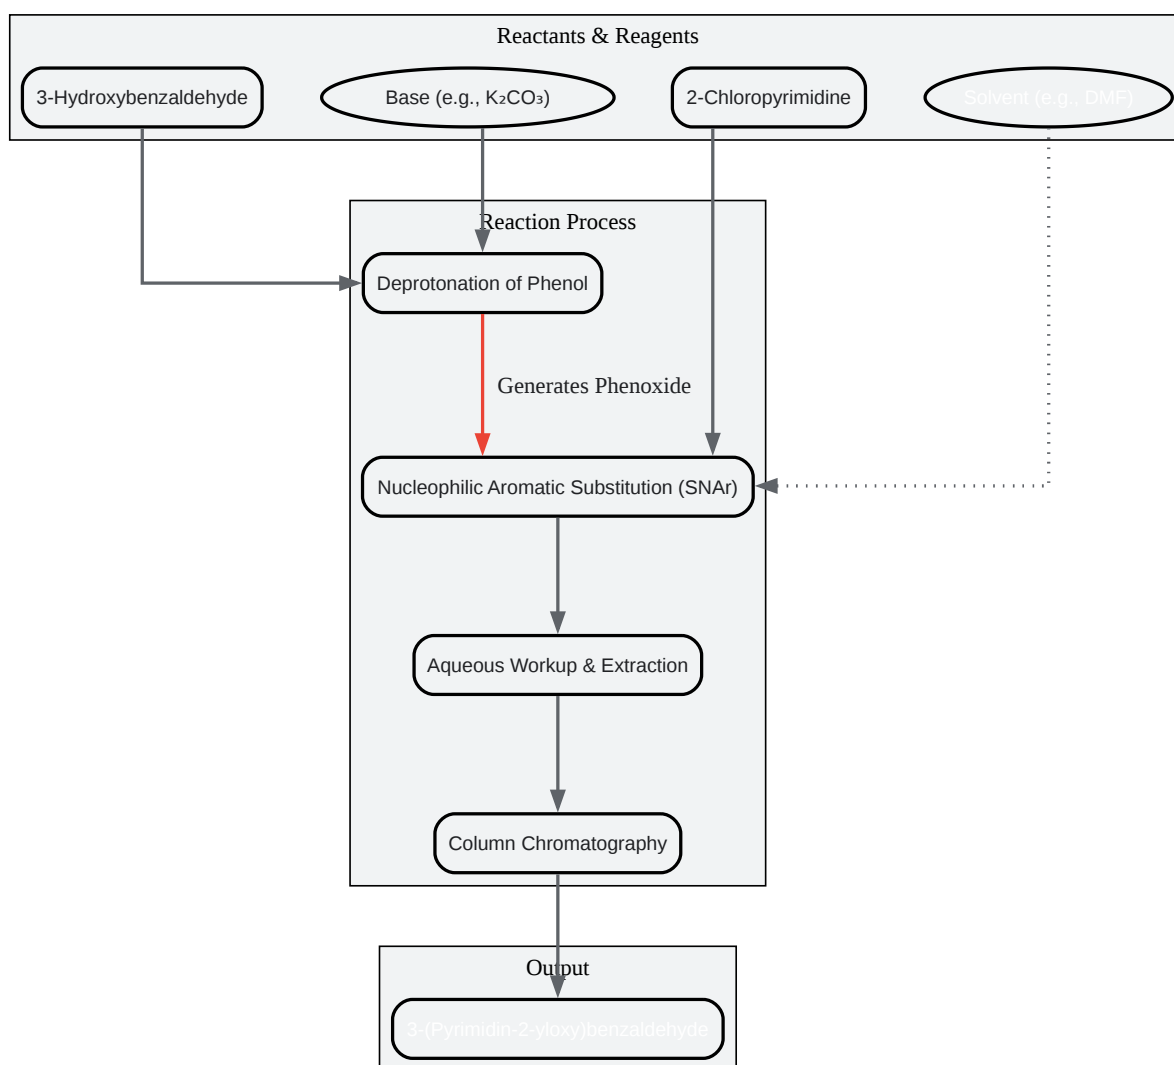 Reactants & Reagents
3-Hydroxybenzaldehyde
Base (e.g., K₂CO₃)
2-Chloropyrimidine
Solvent (e.g., DMF)
Reaction Process
Deprotonation of Phenol
Generates Phenoxide
Nucleophilic Aromatic Substitution (SNAr)
Aqueous Workup & Extraction
Column Chromatography
Output
3-(Pyrimidin-2-yloxy)benzaldehyde